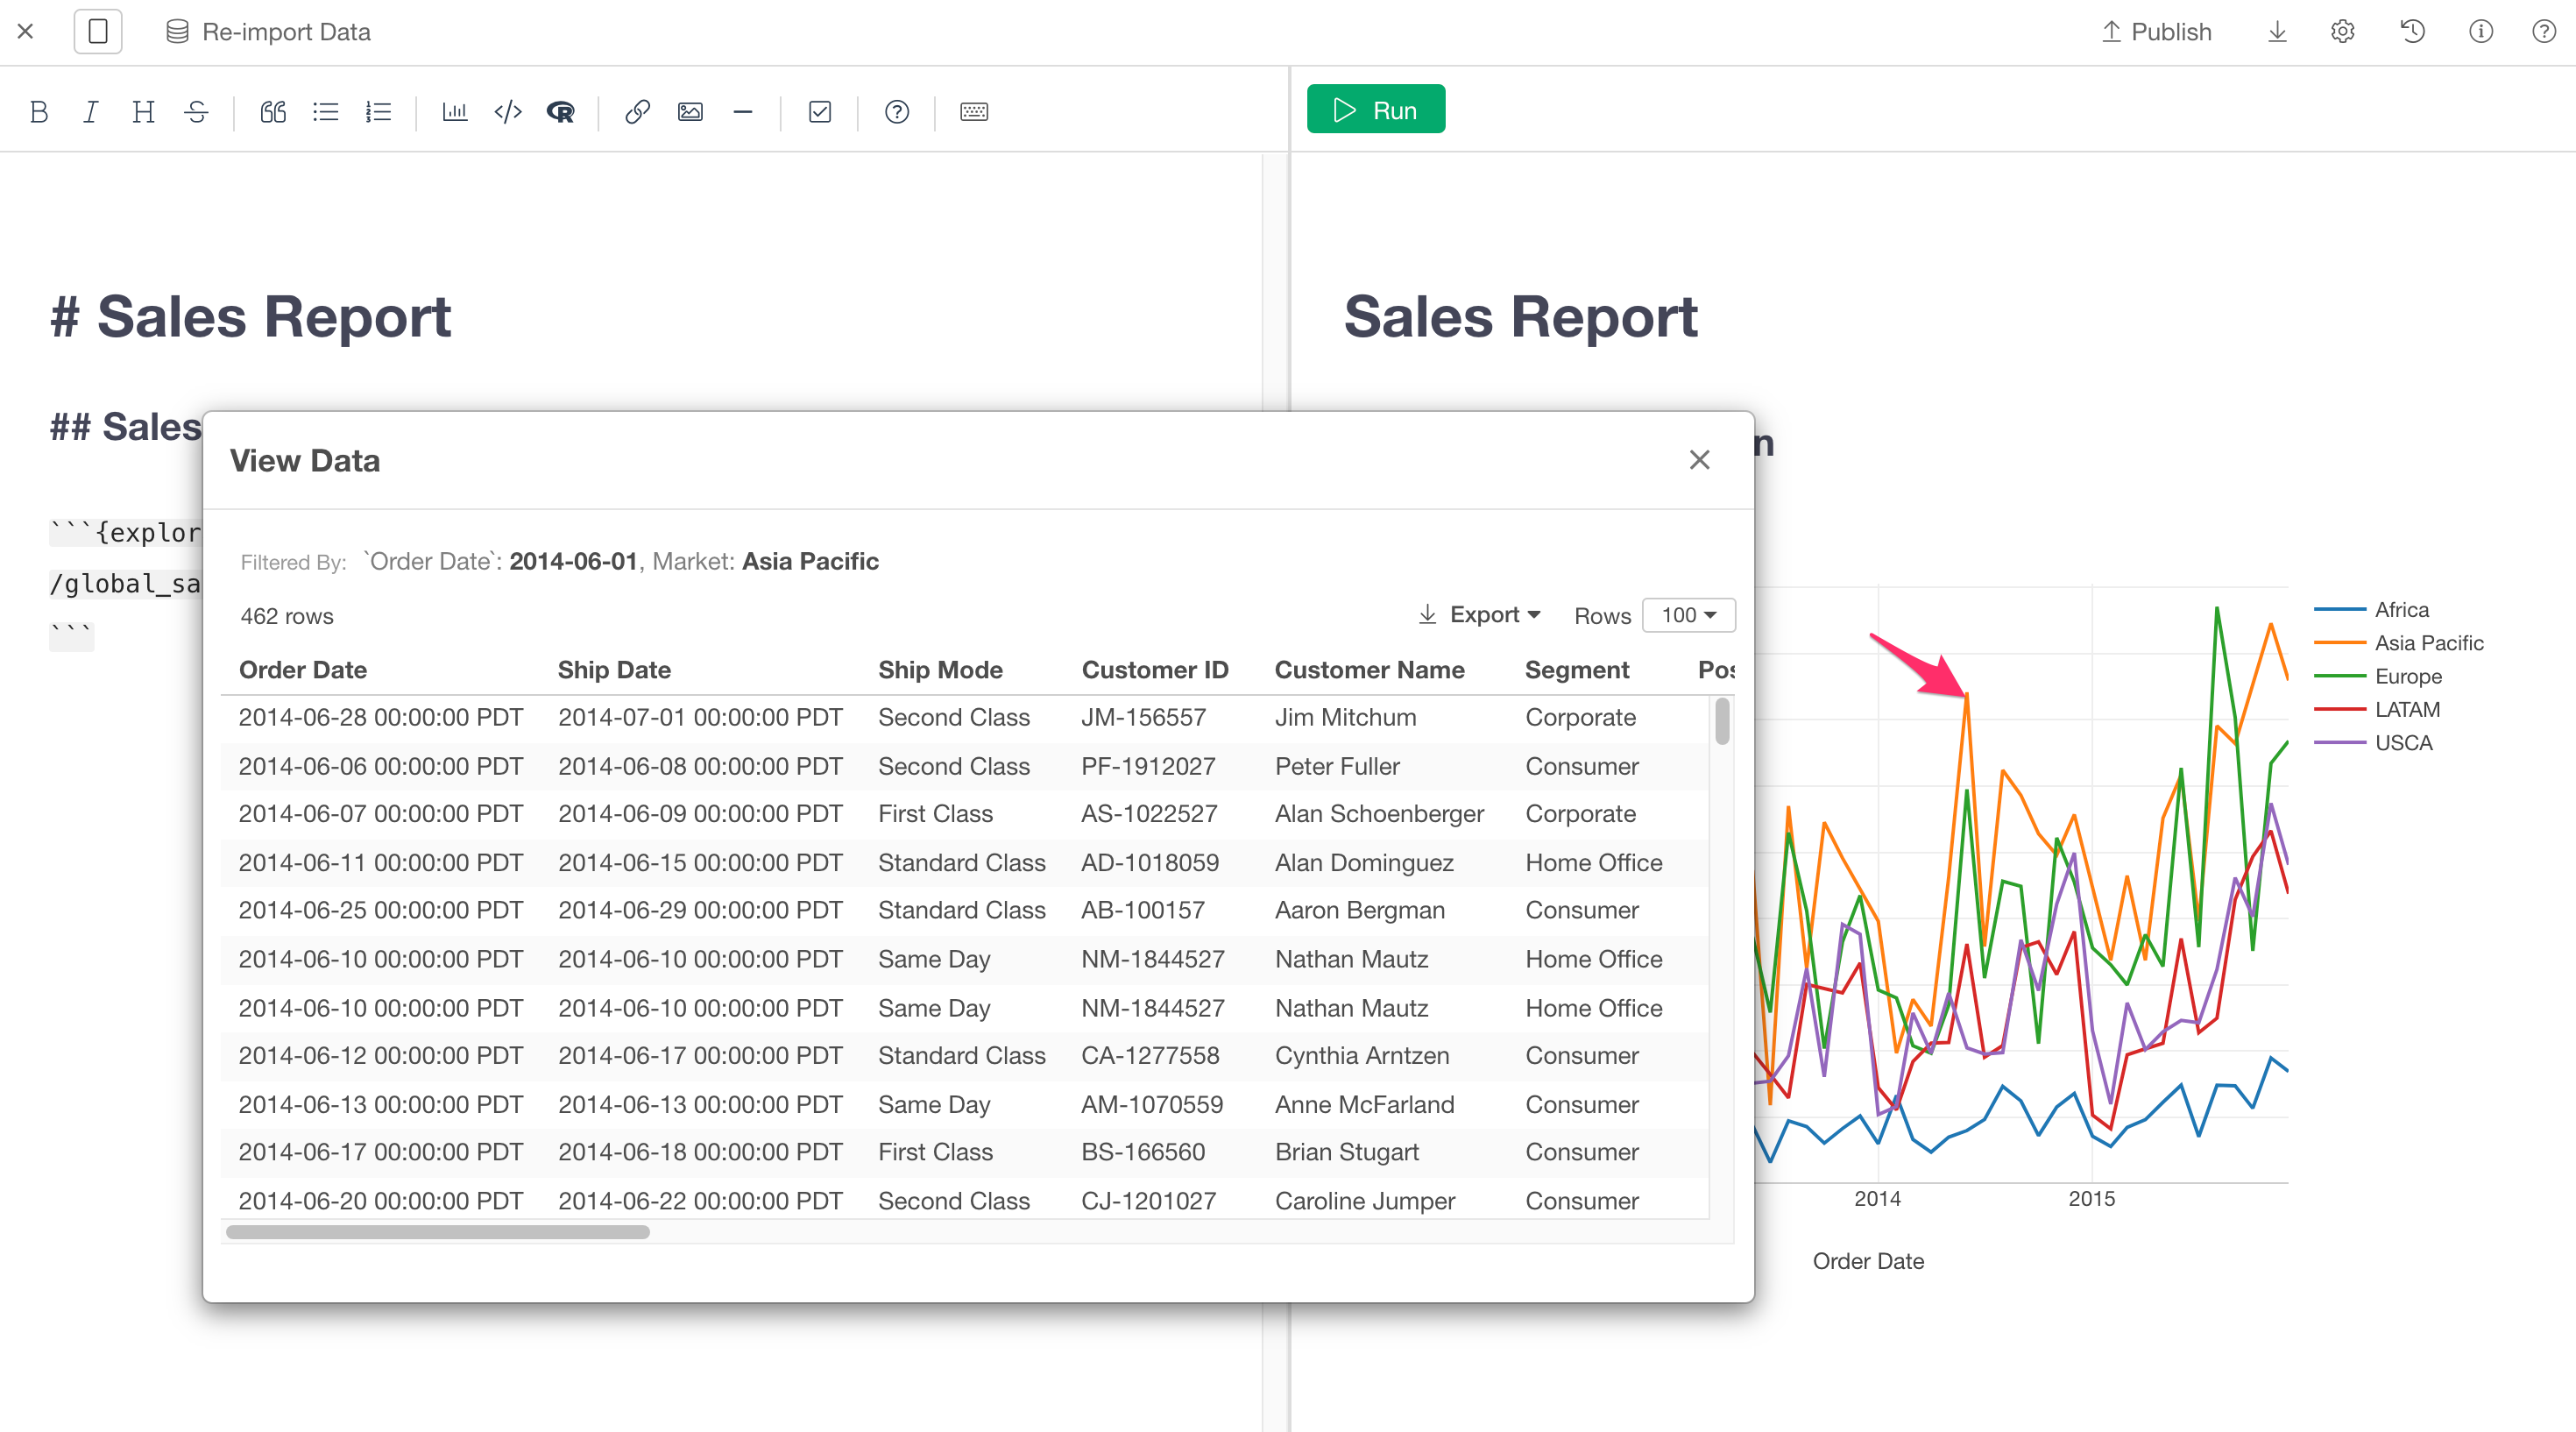 Re-import Data
Publish
B I H S
Run
# Sales Report
Sales Report
## Sales
n
View Data
```{explor
/global_sa
```
Filtered By: `Order Date`: 2014-06-01, Market: Asia Pacific
462 rows
Export
Rows 100
Order Date Ship Date Ship Mode Customer ID Customer Name Segment Pos
2014-06-28 00:00:00 PDT 2014-07-01 00:00:00 PDT Second Class JM-156557 Jim Mitchum Corporate
2014-06-06 00:00:00 PDT 2014-06-08 00:00:00 PDT Second Class PF-1912027 Peter Fuller Consumer
2014-06-07 00:00:00 PDT 2014-06-09 00:00:00 PDT First Class AS-1022527 Alan Schoenberger Corporate
2014-06-11 00:00:00 PDT 2014-06-15 00:00:00 PDT Standard Class AD-1018059 Alan Dominguez Home Office
2014-06-25 00:00:00 PDT 2014-06-29 00:00:00 PDT Standard Class AB-100157 Aaron Bergman Consumer
2014-06-10 00:00:00 PDT 2014-06-10 00:00:00 PDT Same Day NM-1844527 Nathan Mautz Home Office
2014-06-10 00:00:00 PDT 2014-06-10 00:00:00 PDT Same Day NM-1844527 Nathan Mautz Home Office
2014-06-12 00:00:00 PDT 2014-06-17 00:00:00 PDT Standard Class CA-1277558 Cynthia Arntzen Consumer
2014-06-13 00:00:00 PDT 2014-06-13 00:00:00 PDT Same Day AM-1070559 Anne McFarland Consumer
2014-06-17 00:00:00 PDT 2014-06-18 00:00:00 PDT First Class BS-166560 Brian Stugart Consumer
2014-06-20 00:00:00 PDT 2014-06-22 00:00:00 PDT Second Class CJ-1201027 Caroline Jumper Consumer
Africa
Asia Pacific
Europe
LATAM
USCA
2014 2015
Order Date